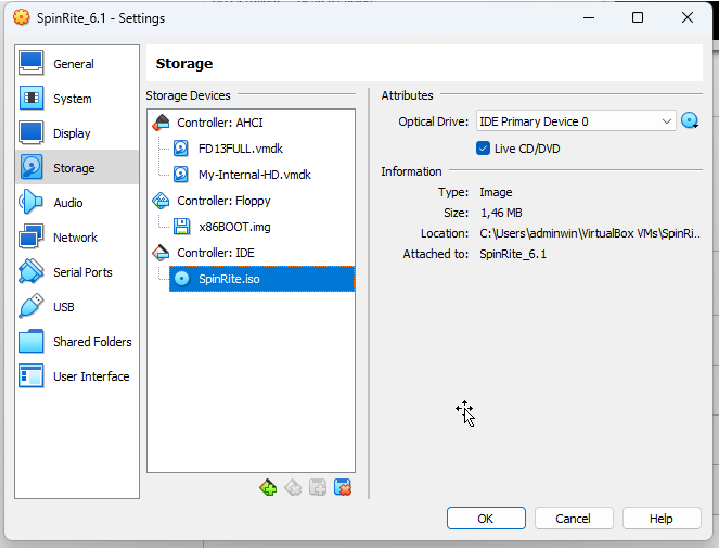 SpinRite_6.1 - Settings
General
System
Display
Storage
Audio
Network
Serial Ports
USB
Shared Folders
User Interface
Storage
Storage Devices
Controller: AHCI
FD13FULL.vmdk
My-Internal-HD.vmdk
Controller: Floppy
x86BOOT.img
Controller: IDE
SpinRite.iso
Attributes
Optical Drive: IDE Primary Device 0
Live CD/DVD
Information
Type: Image
Size: 1,46 MB
Location: C:\Users\adminwin\VirtualBox VMs\SpinRi...
Attached to: SpinRite_6.1
OK Cancel Help